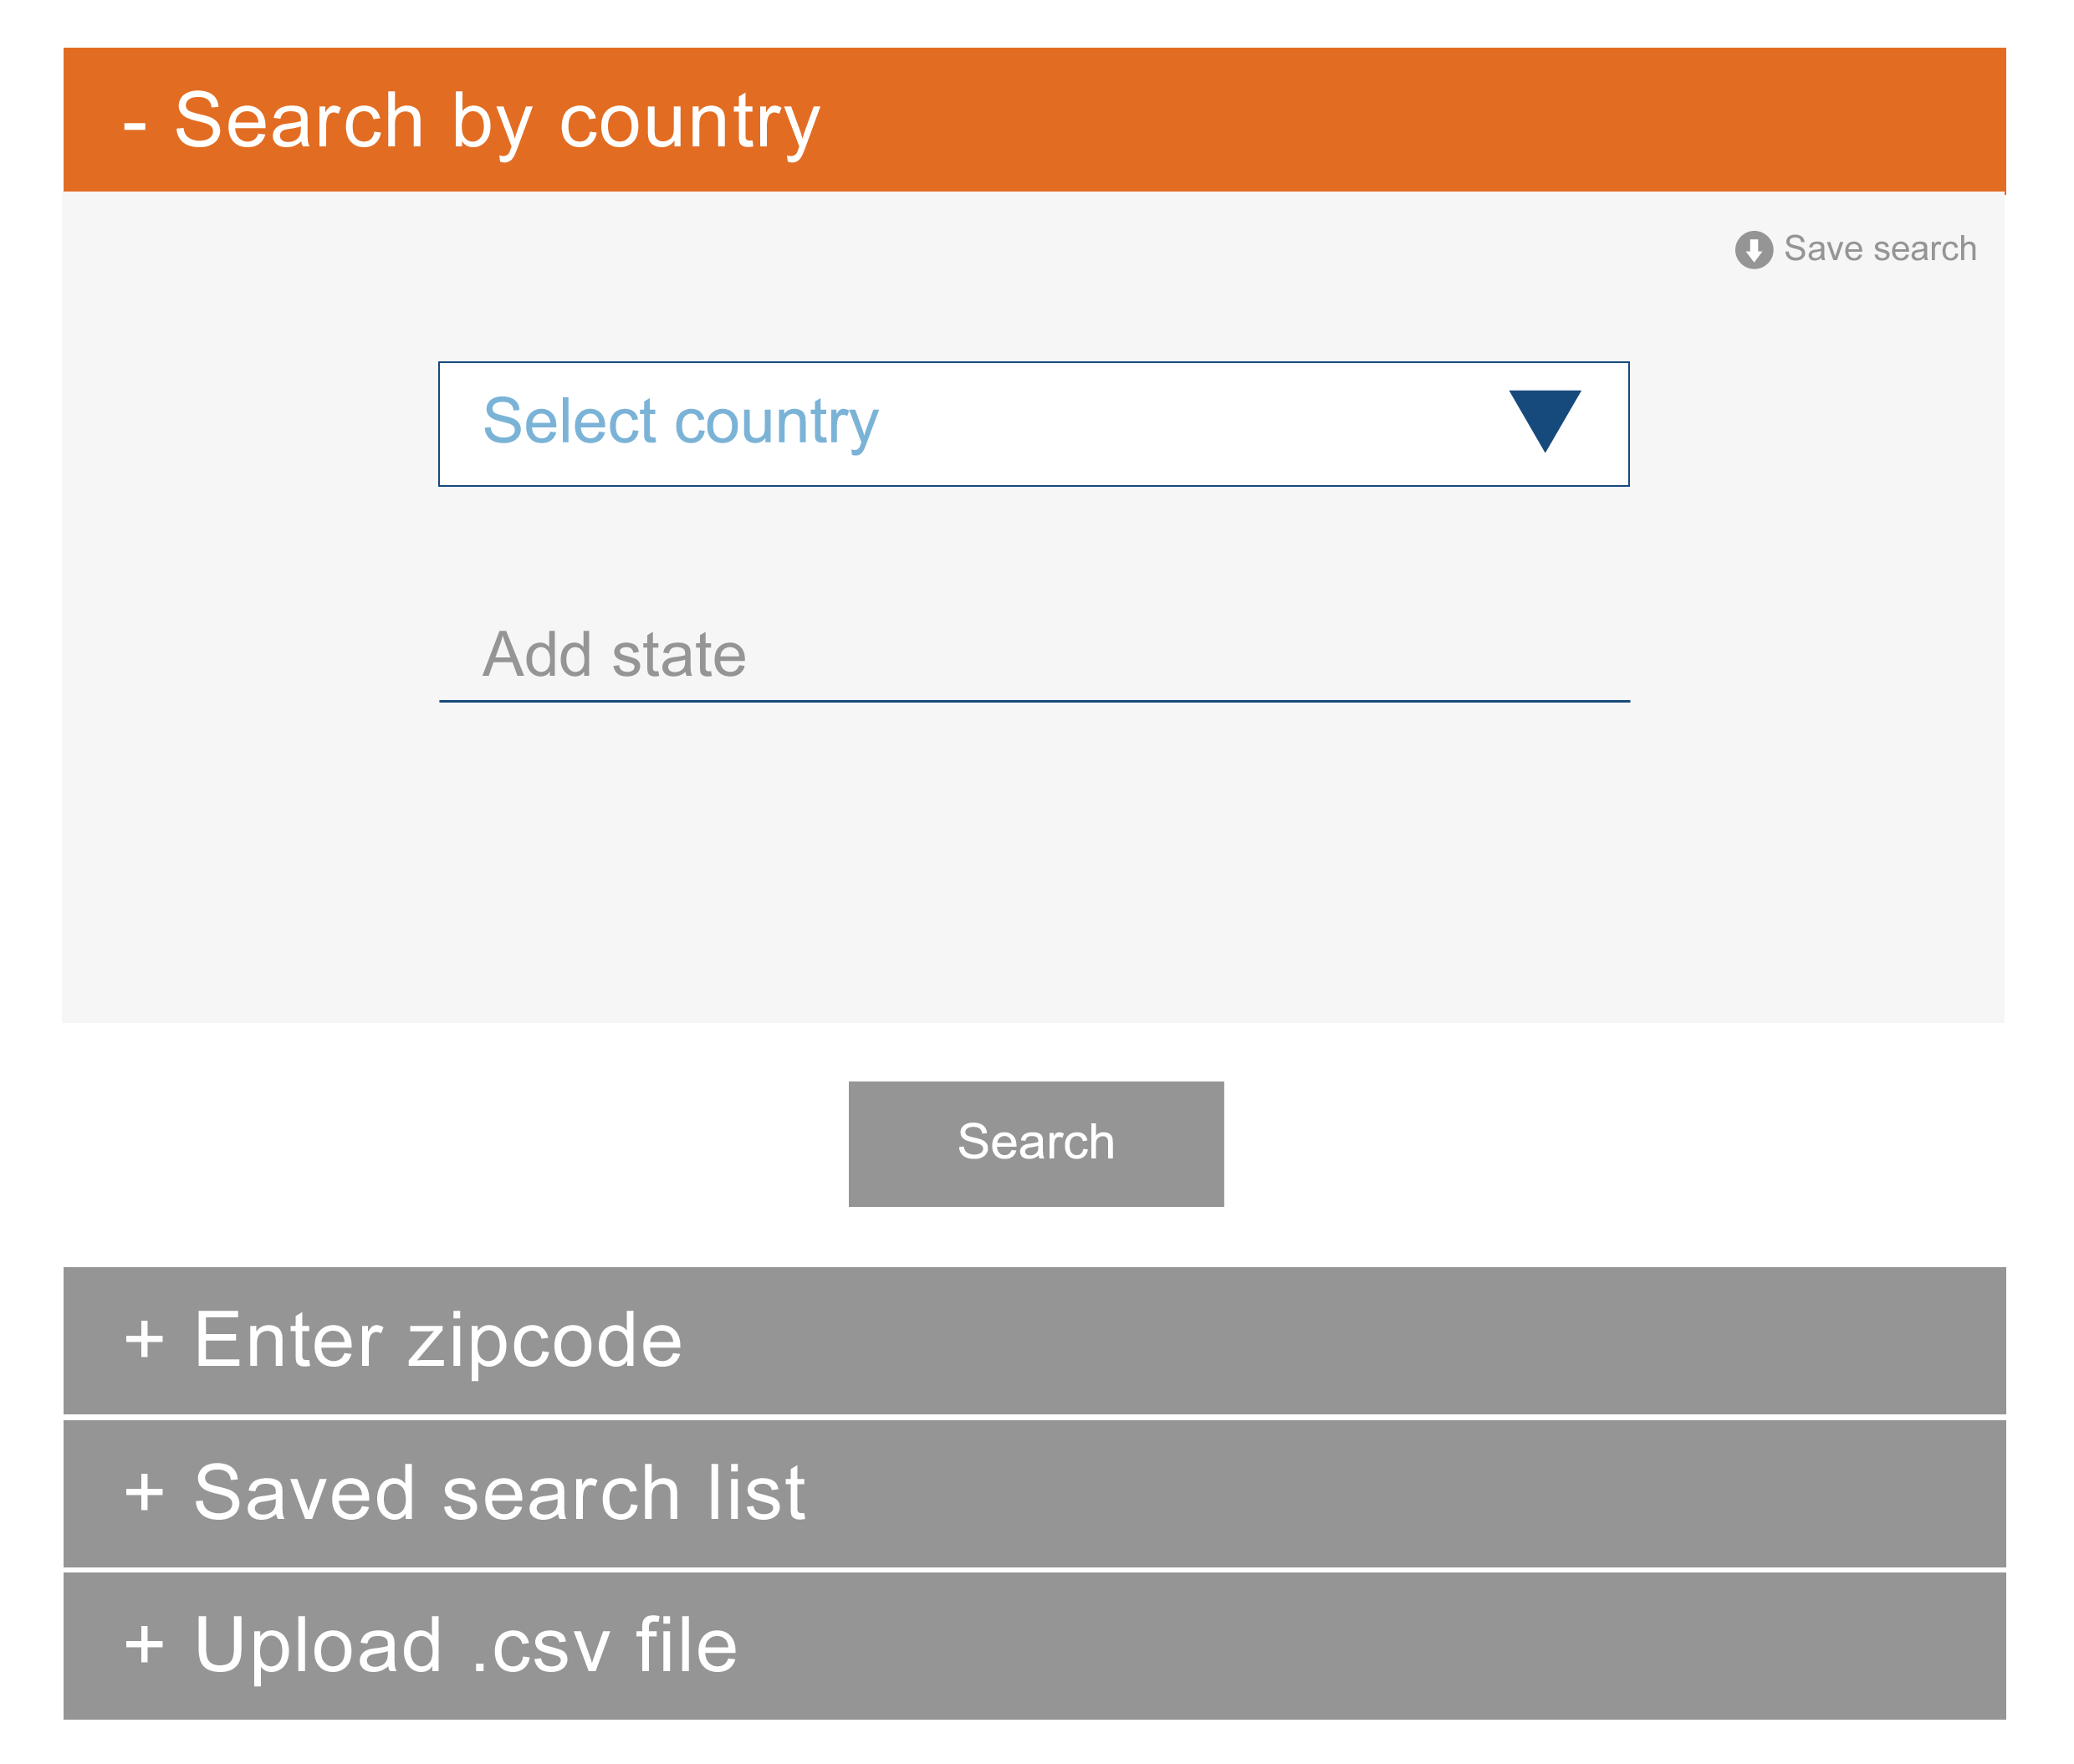 - Search by country
Save search
Select country
Add state
Search
+ Enter zipcode
+ Saved search list
+ Upload .csv file